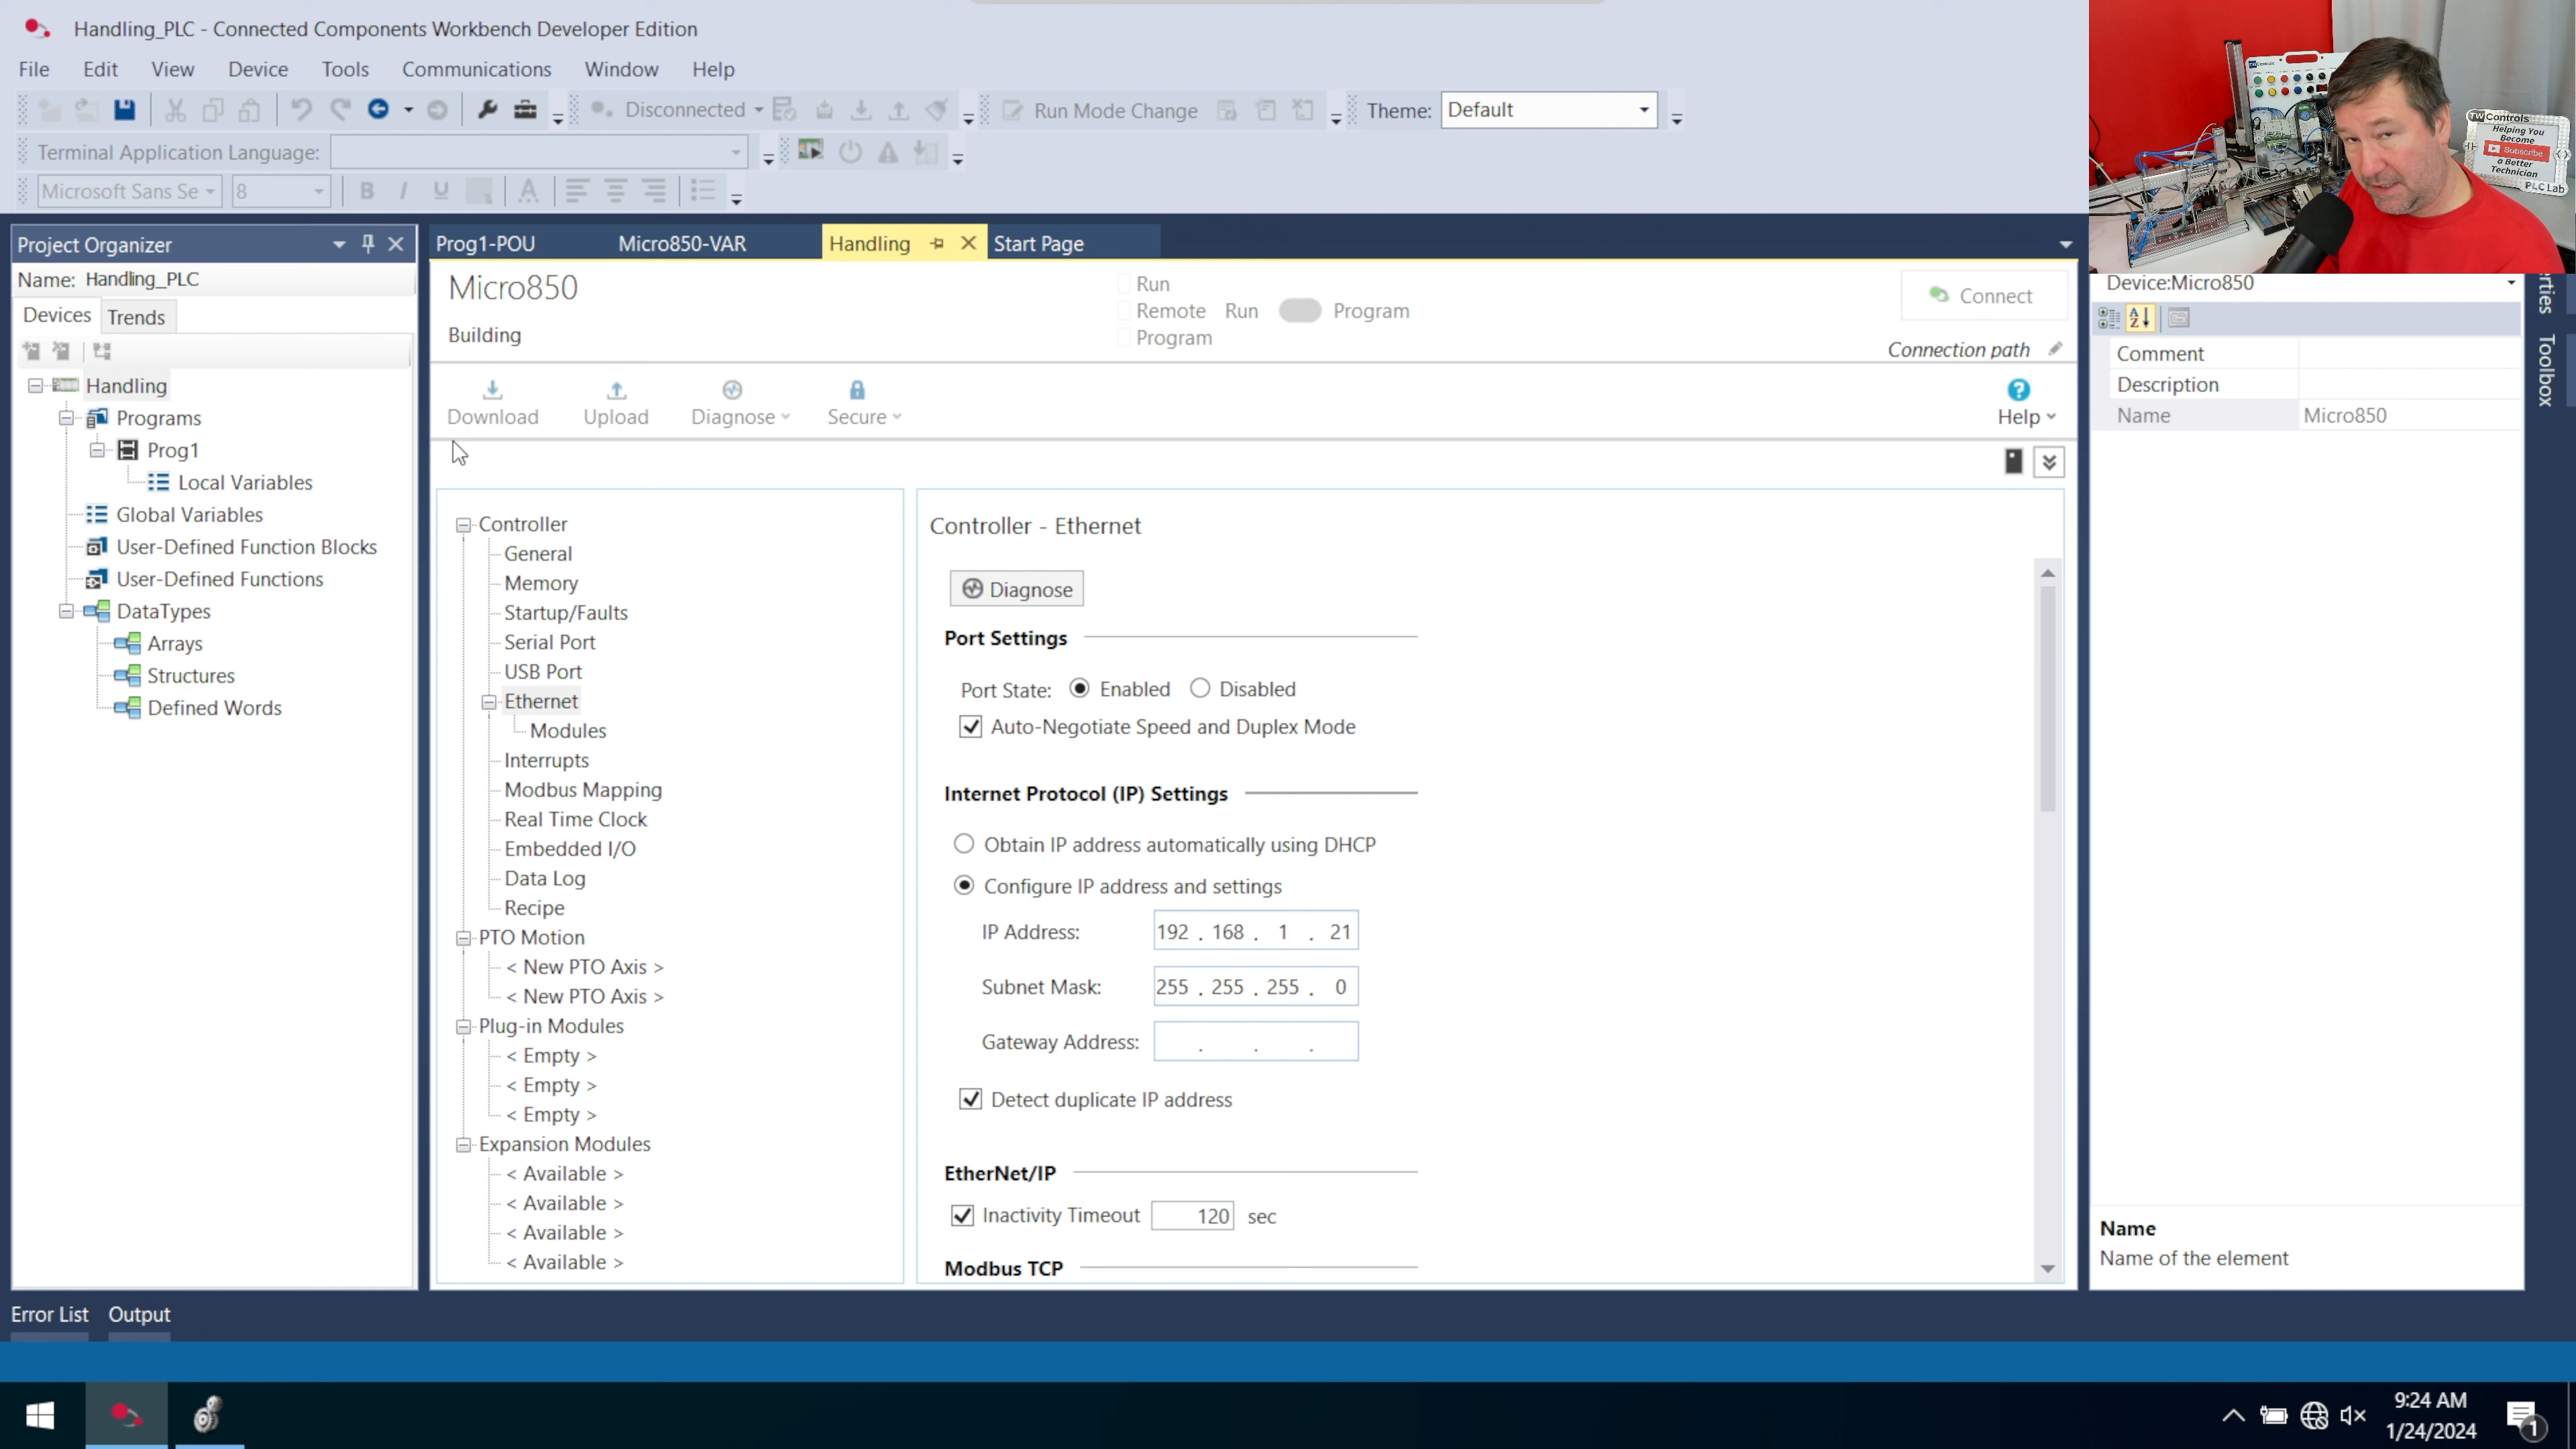 Handling_PLC - Connected Components Workbench Developer Edition
File Edit View Device Tools Communications Window Help
Disconnected Run Mode Change Theme: Default
Terminal Application Language:
Microsoft Sans Se 8 B I U A
Project Organizer
Name: Handling_PLC
Devices Trends
Handling
Programs
Prog1
Local Variables
Global Variables
User-Defined Function Blocks
User-Defined Functions
DataTypes
Arrays
Structures
Defined Words
Prog1-POU Micro850-VAR Handling Start Page
Micro850
Building
Run
Remote Run Program
Program
Connect
Connection path
Download Upload Diagnose Secure Help
Controller
General
Memory
Startup/Faults
Serial Port
USB Port
Ethernet
Modules
Interrupts
Modbus Mapping
Real Time Clock
Embedded I/O
Data Log
Recipe
PTO Motion
< New PTO Axis >
< New PTO Axis >
Plug-in Modules
< Empty >
< Empty >
< Empty >
Expansion Modules
< Available >
< Available >
< Available >
< Available >
Controller - Ethernet
Diagnose
Port Settings
Port State: Enabled Disabled
Auto-Negotiate Speed and Duplex Mode
Internet Protocol (IP) Settings
Obtain IP address automatically using DHCP
Configure IP address and settings
IP Address: 192 . 168 . 1 . 21
Subnet Mask: 255 . 255 . 255 . 0
Gateway Address: . . .
Detect duplicate IP address
EtherNet/IP
Inactivity Timeout 120 sec
Modbus TCP
TWControls
Helping You
Become
Subscribe
a Better
Technician
PLC Lab
Device:Micro850
Comment
Description
Name Micro850
Name
Name of the element
Toolbox
Error List Output
9:24 AM
1/24/2024
1